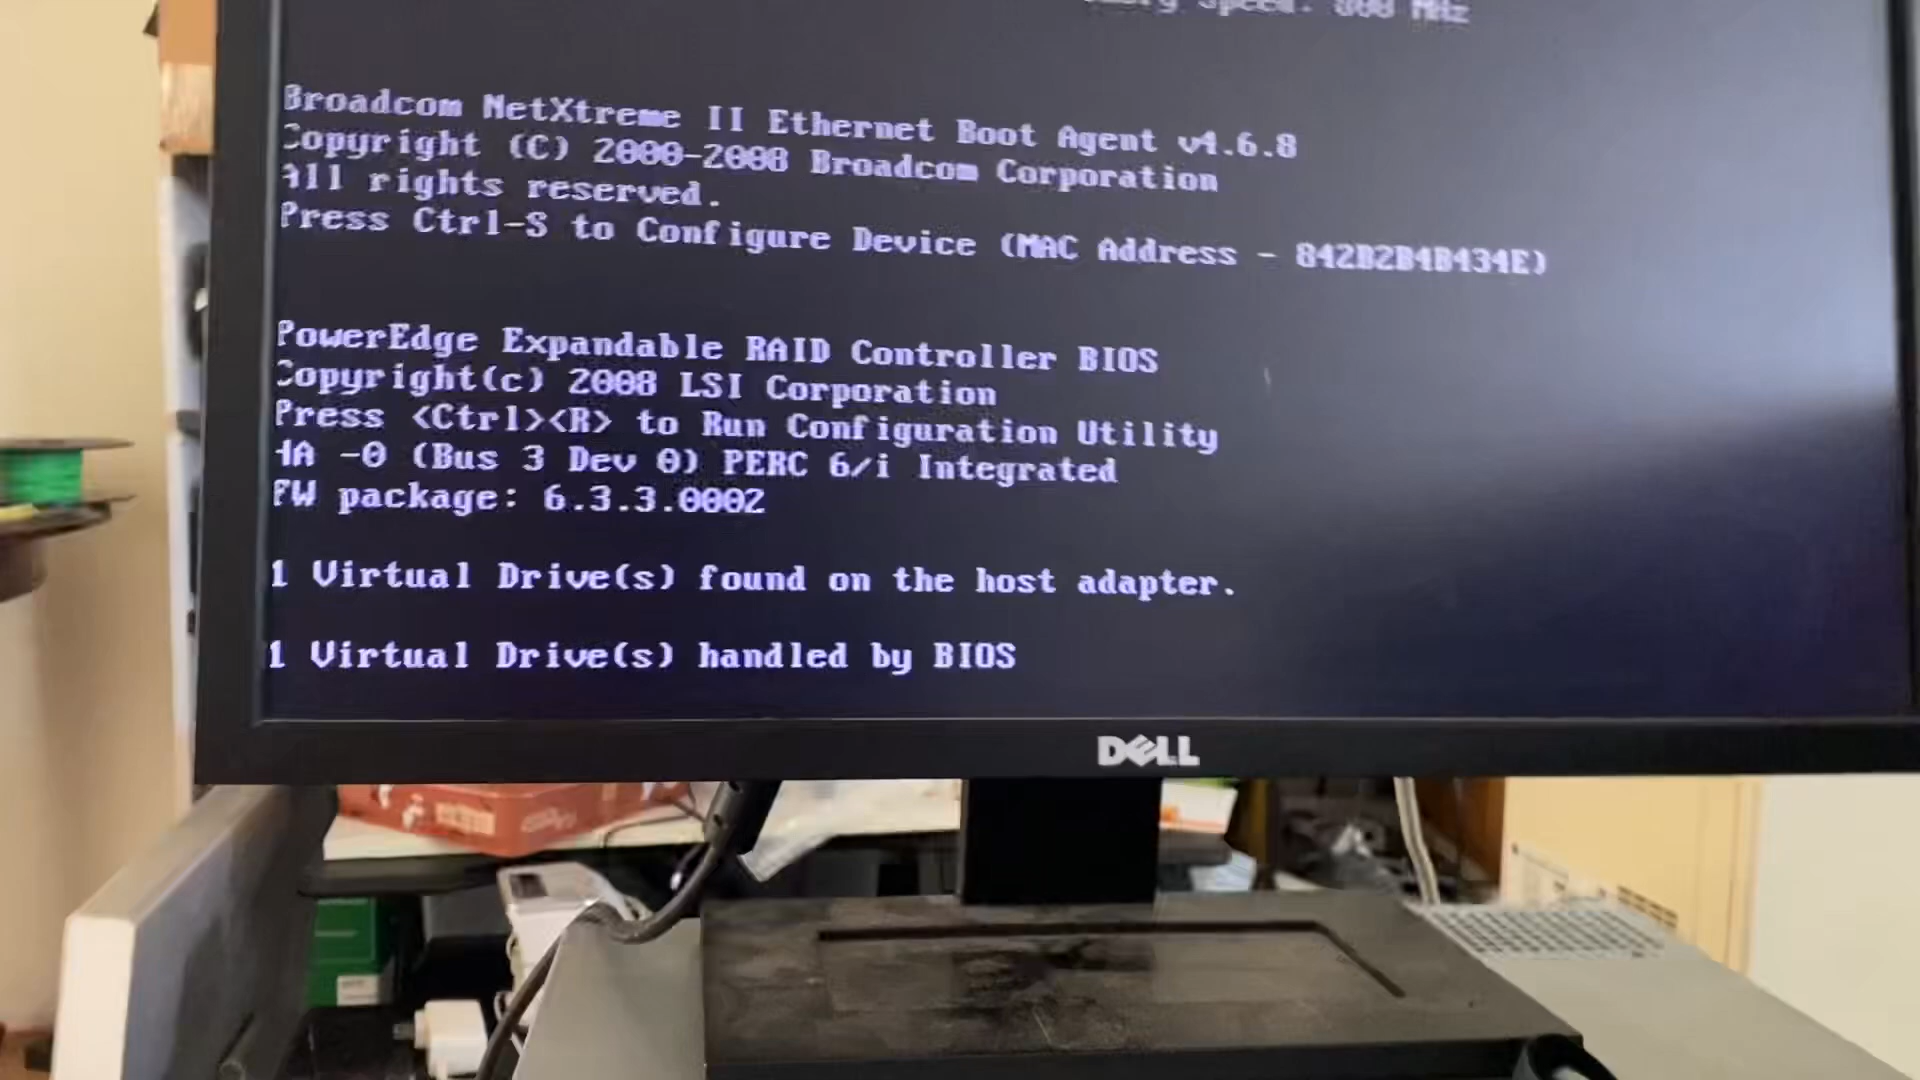 Speed: 800 MHz
Broadcom NetXtreme II Ethernet Boot Agent v4.6.8
Copyright (C) 2000-2008 Broadcom Corporation
All rights reserved.
Press Ctrl-S to Configure Device (MAC Address - 842B2B4B434E)
PowerEdge Expandable RAID Controller BIOS
Copyright(c) 2008 LSI Corporation
Press <Ctrl><R> to Run Configuration Utility
HA -0 (Bus 3 Dev 0) PERC 6/i Integrated
FW package: 6.3.3.0002
1 Virtual Drive(s) found on the host adapter.
1 Virtual Drive(s) handled by BIOS
DELL